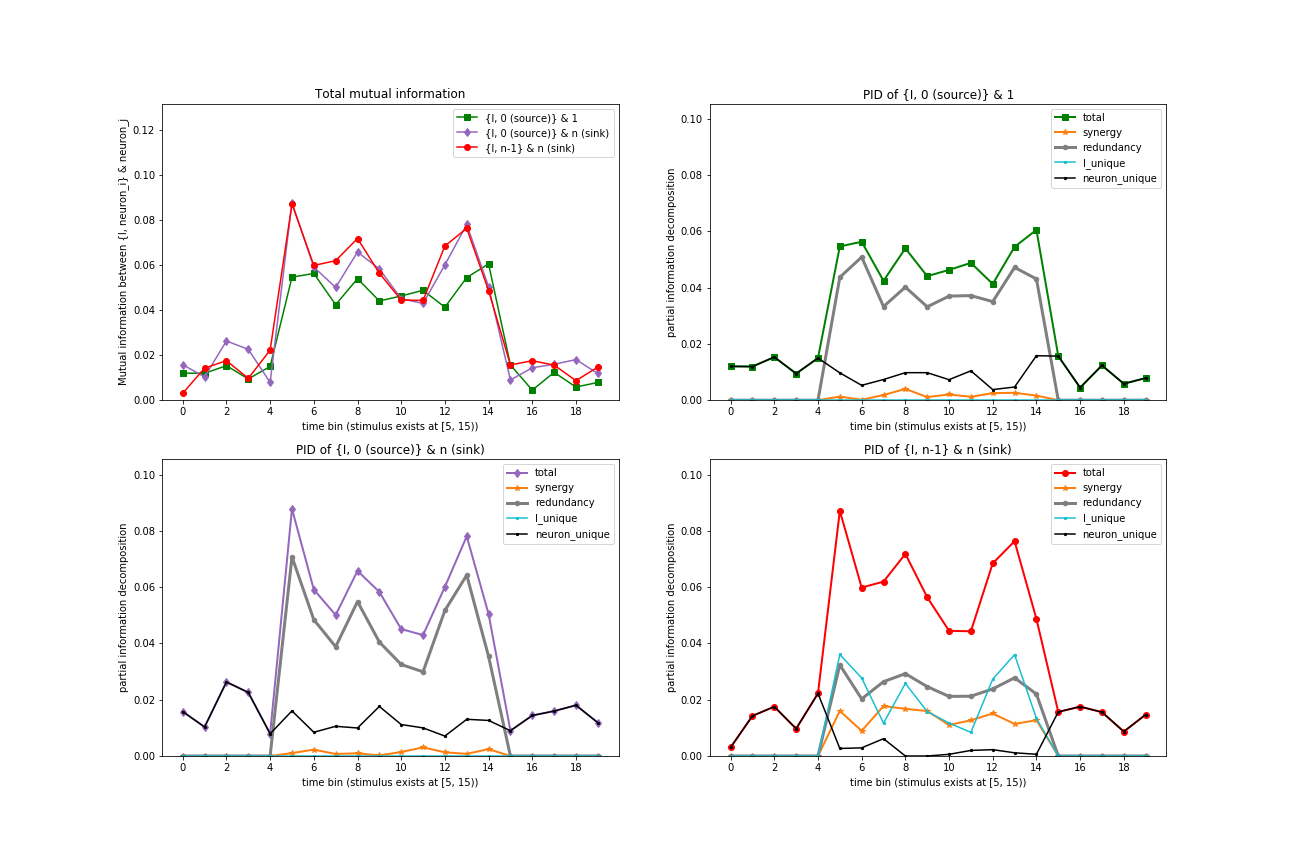 Total mutual information
Mutual information between {I, neuron_i} & neuron_j
0.12
0.10
0.08
0.06
0.04
0.02
0.00
{I, 0 (source)} & 1
{I, 0 (source)} & n (sink)
{I, n-1} & n (sink)
0 2 4 6 8 10 12 14 16 18
time bin (stimulus exists at [5, 15))
PID of {I, 0 (source)} & 1
partial information decomposition
0.10
0.08
0.06
0.04
0.02
0.00
total
synergy
redundancy
I_unique
neuron_unique
0 2 4 6 8 10 12 14 16 18
time bin (stimulus exists at [5, 15))
PID of {I, 0 (source)} & n (sink)
partial information decomposition
0.10
0.08
0.06
0.04
0.02
0.00
total
synergy
redundancy
I_unique
neuron_unique
0 2 4 6 8 10 12 14 16 18
time bin (stimulus exists at [5, 15))
PID of {I, n-1} & n (sink)
partial information decomposition
0.10
0.08
0.06
0.04
0.02
0.00
total
synergy
redundancy
I_unique
neuron_unique
0 2 4 6 8 10 12 14 16 18
time bin (stimulus exists at [5, 15))